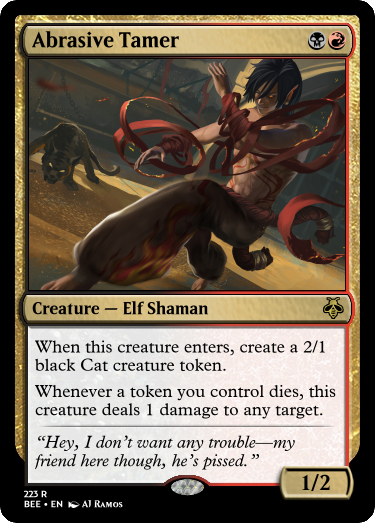 Abrasive Tamer
Creature — Elf Shaman
When this creature enters, create a 2/1
black Cat creature token.
Whenever a token you control dies, this
creature deals 1 damage to any target.
“Hey, I don’t want any trouble—my
friend here though, he’s pissed.”
1/2
223 R
BEE • EN AJ Ramos